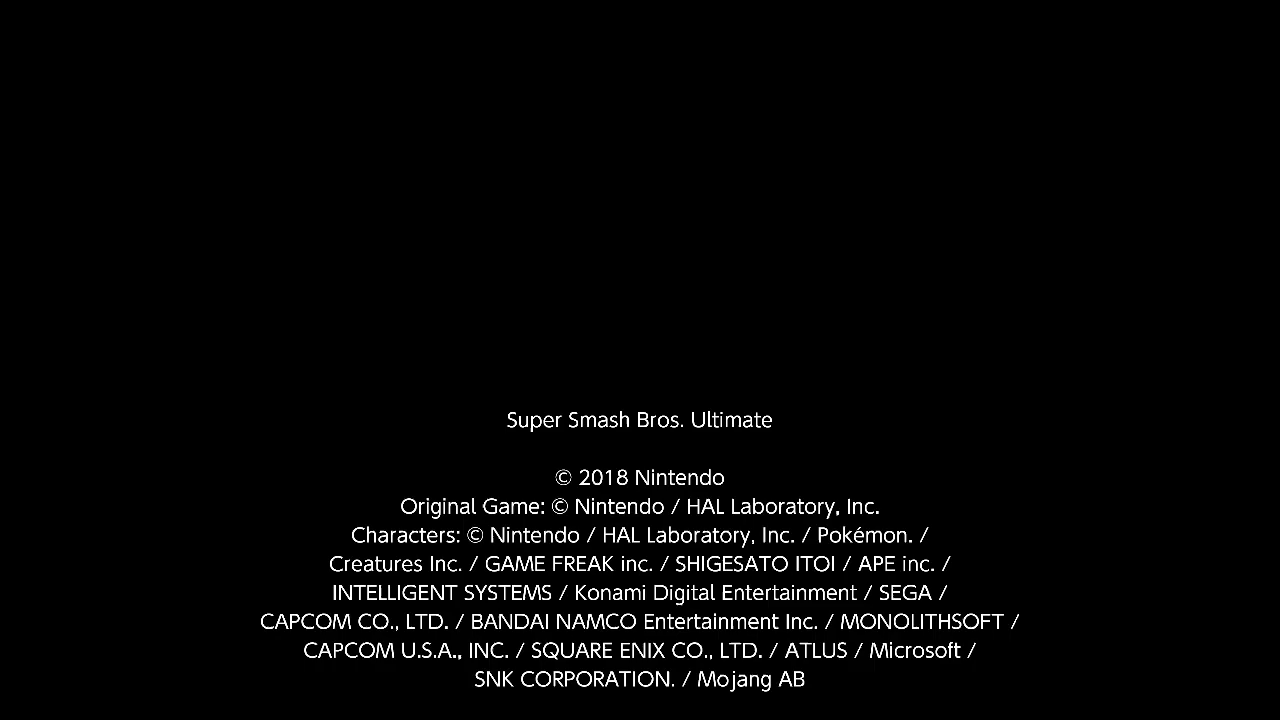 Super Smash Bros. Ultimate
© 2018 Nintendo
Original Game: © Nintendo / HAL Laboratory, Inc.
Characters: © Nintendo / HAL Laboratory, Inc. / Pokémon. /
Creatures Inc. / GAME FREAK inc. / SHIGESATO ITOI / APE inc. /
INTELLIGENT SYSTEMS / Konami Digital Entertainment / SEGA /
CAPCOM CO., LTD. / BANDAI NAMCO Entertainment Inc. / MONOLITHSOFT /
CAPCOM U.S.A., INC. / SQUARE ENIX CO., LTD. / ATLUS / Microsoft /
SNK CORPORATION. / Mojang AB